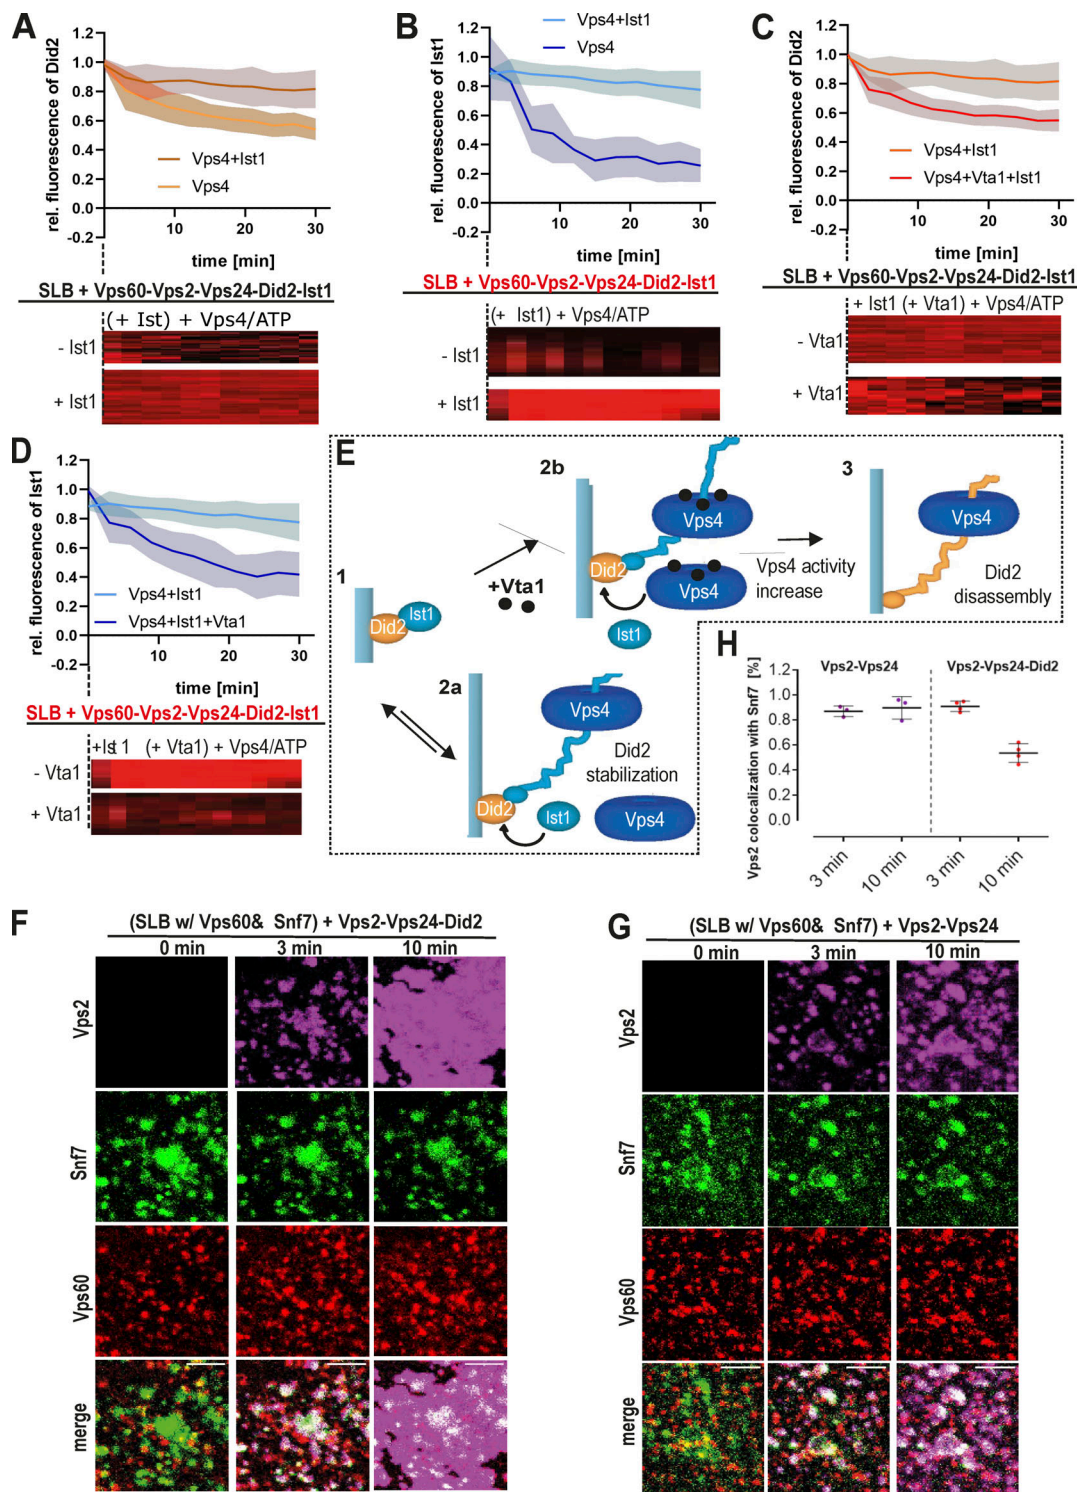 A
rel. fluorescence of Did2
1.2
1.0
0.8
0.6
0.4
0.2
0.0
-0.2
Vps4+Ist1
Vps4
10
20
30
time [min]
SLB + Vps60-Vps2-Vps24-Did2-Ist1
(+ Ist) + Vps4/ATP
- Ist1
+ Ist1
B
rel. fluorescence of Ist1
1.2
1.0
0.8
0.6
0.4
0.2
0.0
-0.2
Vps4+Ist1
Vps4
10
20
30
time [min]
SLB + Vps60-Vps2-Vps24-Did2-Ist1
(+ Ist1) + Vps4/ATP
- Ist1
+ Ist1
C
rel. fluorescence of Did2
1.2
1.0
0.8
0.6
0.4
0.2
0.0
-0.2
Vps4+Ist1
Vps4+Vta1+Ist1
10
20
30
time [min]
SLB + Vps60-Vps2-Vps24-Did2-Ist1
+ Ist1 (+ Vta1) + Vps4/ATP
- Vta1
+ Vta1
D
rel. fluorescence of Ist1
1.2
1.0
0.8
0.6
0.4
0.2
0.0
-0.2
Vps4+Ist1
Vps4+Ist1+Vta1
10
20
30
time [min]
SLB + Vps60-Vps2-Vps24-Did2-Ist1
+Ist 1 (+ Vta1) + Vps4/ATP
- Vta1
+ Vta1
E
1
Did2
Ist1
+Vta1
2b
Vps4
Did2
Vps4
Ist1
Vps4 activity
increase
3
Vps4
Did2
disassembly
2a
Vps4
Did2
stabilization
Did2
Ist1
Vps4
H
Vps2 colocalization with Snf7 [%]
1.2
1.0
0.8
0.6
0.4
0.2
0.0
Vps2-Vps24
Vps2-Vps24-Did2
3 min
10 min
3 min
10 min
F
(SLB w/ Vps60& Snf7) + Vps2-Vps24-Did2
0 min
3 min
10 min
Vps2
Snf7
Vps60
merge
G
(SLB w/ Vps60& Snf7) + Vps2-Vps24
0 min
3 min
10 min
Vps2
Snf7
Vps60
merge